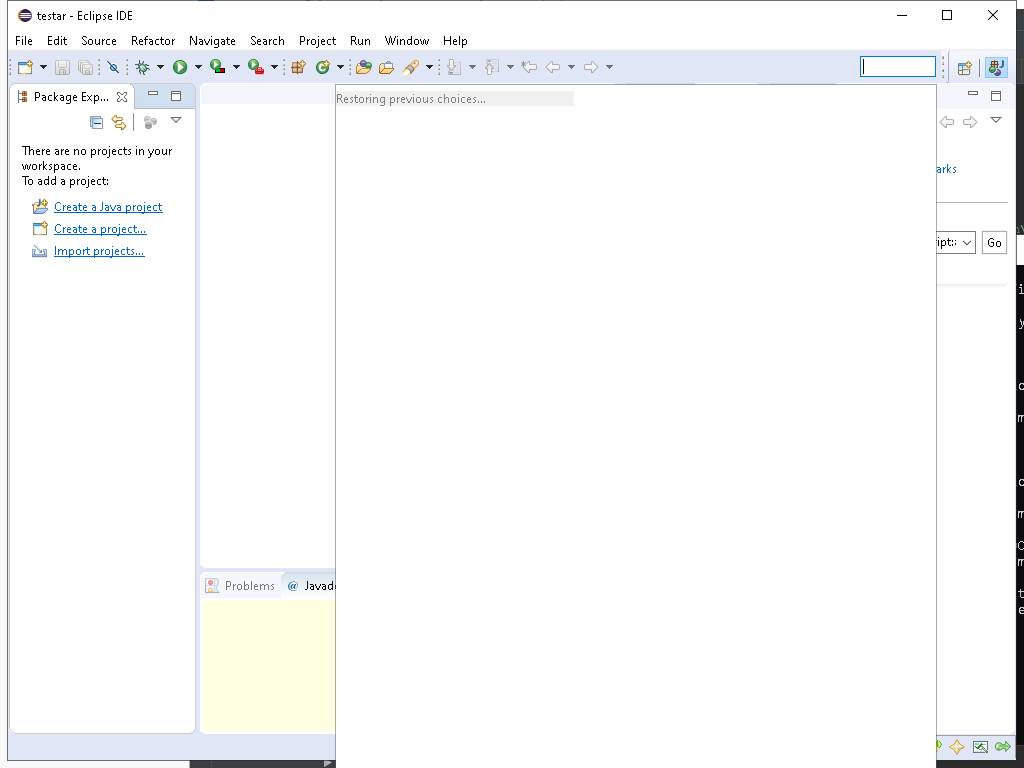 testar - Eclipse IDE
File Edit Source Refactor Navigate Search Project Run Window Help
Package Exp...
Restoring previous choices...
There are no projects in your
workspace.
To add a project:
Create a Java project
Create a project...
Import projects...
arks
ipt:: Go
Problems @ Javad